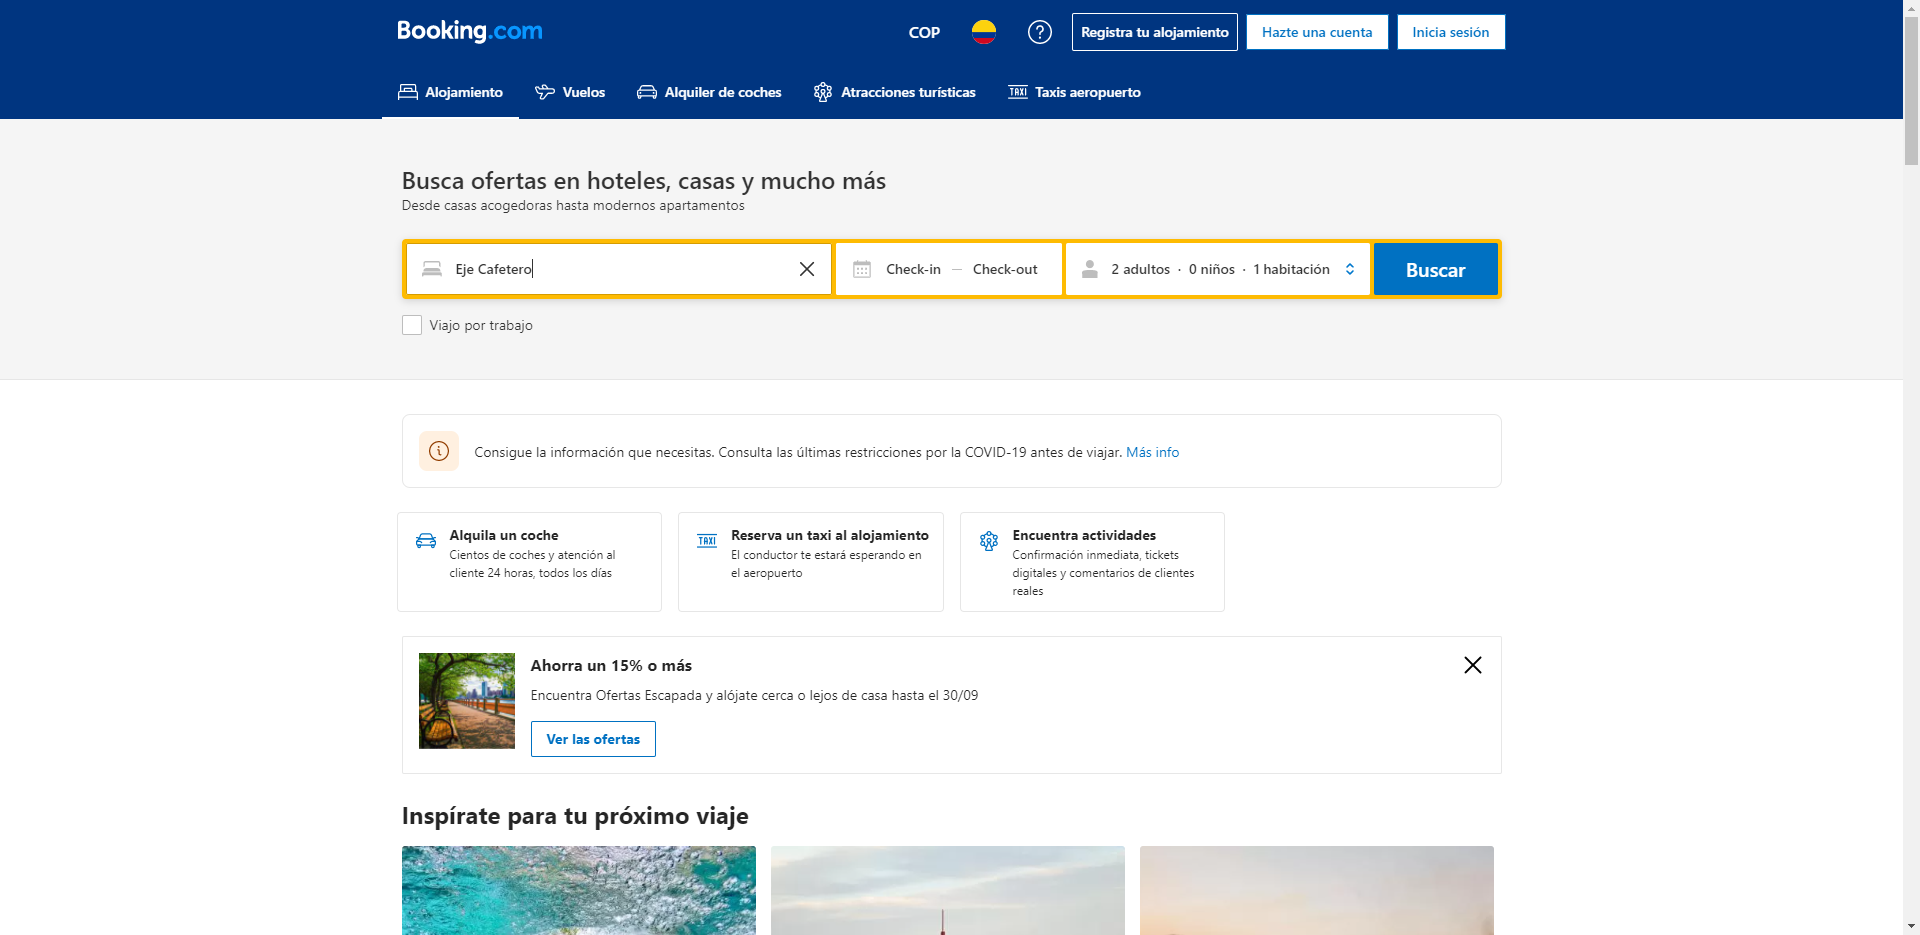 Booking.com
COP
Registra tu alojamiento
Hazte una cuenta
Inicia sesión
Alojamiento
Vuelos
Alquiler de coches
Atracciones turísticas
TAXI
Taxis aeropuerto
Busca ofertas en hoteles, casas y mucho más
Desde casas acogedoras hasta modernos apartamentos
Eje Cafetero
Check-in — Check-out
2 adultos · 0 niños · 1 habitación
Buscar
Viajo por trabajo
Consigue la información que necesitas. Consulta las últimas restricciones por la COVID-19 antes de viajar. Más info
Alquila un coche
Cientos de coches y atención al
cliente 24 horas, todos los días
TAXI
Reserva un taxi al alojamiento
El conductor te estará esperando en
el aeropuerto
Encuentra actividades
Confirmación inmediata, tickets
digitales y comentarios de clientes
reales
Ahorra un 15% o más
Encuentra Ofertas Escapada y alójate cerca o lejos de casa hasta el 30/09
Ver las ofertas
Inspírate para tu próximo viaje